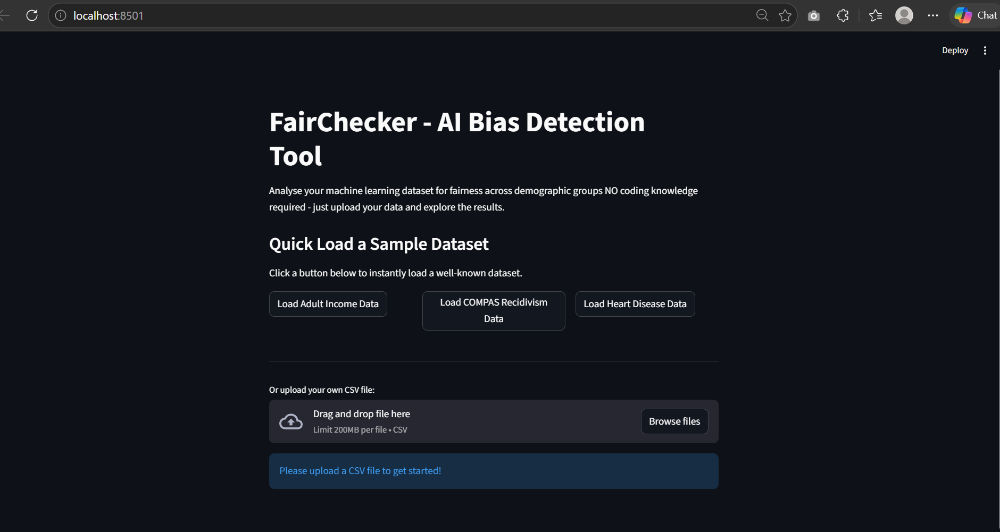 localhost:8501
Chat
Deploy
FairChecker - AI Bias Detection
Tool
Analyse your machine learning dataset for fairness across demographic groups NO coding knowledge
required - just upload your data and explore the results.
Quick Load a Sample Dataset
Click a button below to instantly load a well-known dataset.
Load Adult Income Data
Load COMPAS Recidivism
Data
Load Heart Disease Data
Or upload your own CSV file:
Drag and drop file here
Limit 200MB per file • CSV
Browse files
Please upload a CSV file to get started!